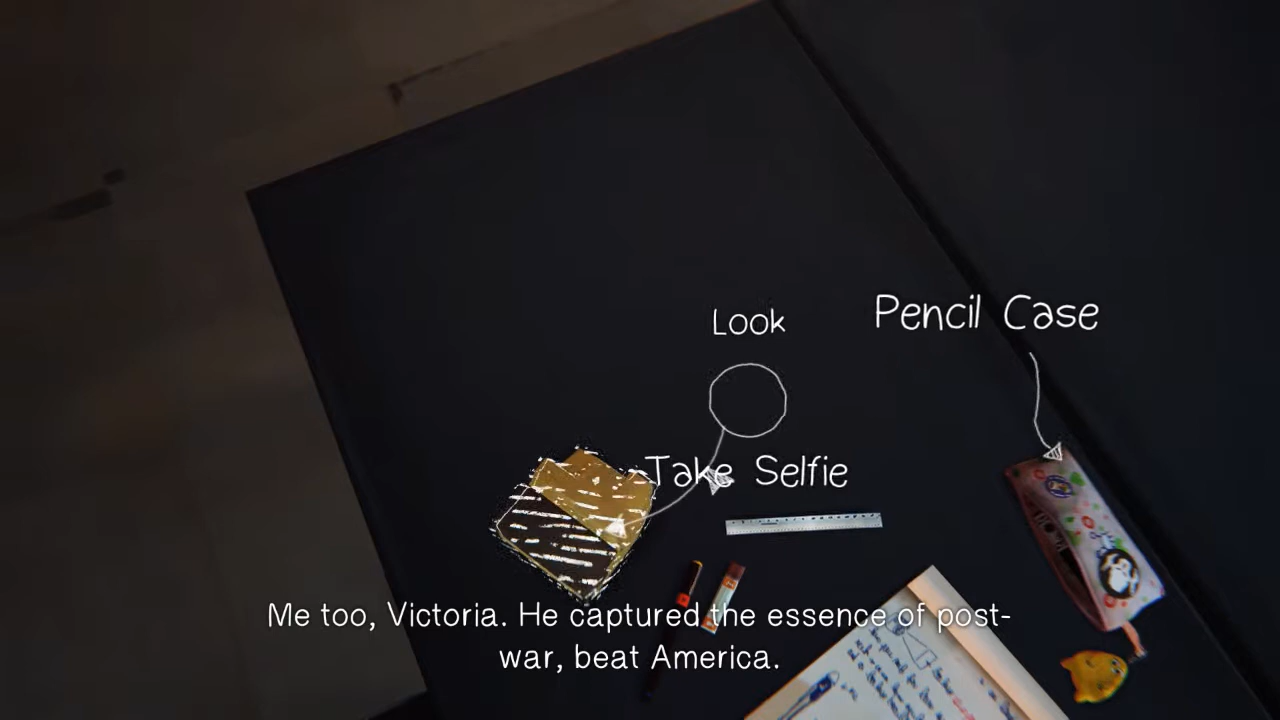 Look
Pencil Case
Take Selfie
Me too, Victoria. He captured the essence of post-
war, beat America.